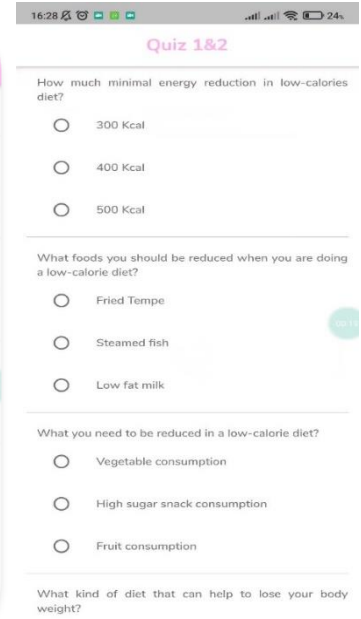 16:28
24%
Quiz 1&2
How much minimal energy reduction in low-calories
diet?
300 Kcal
400 Kcal
500 Kcal
What foods you should be reduced when you are doing
a low-calorie diet?
Fried Tempe
Steamed fish
Low fat milk
What you need to be reduced in a low-calorie diet?
Vegetable consumption
High sugar snack consumption
Fruit consumption
What kind of diet that can help to lose your body
weight?